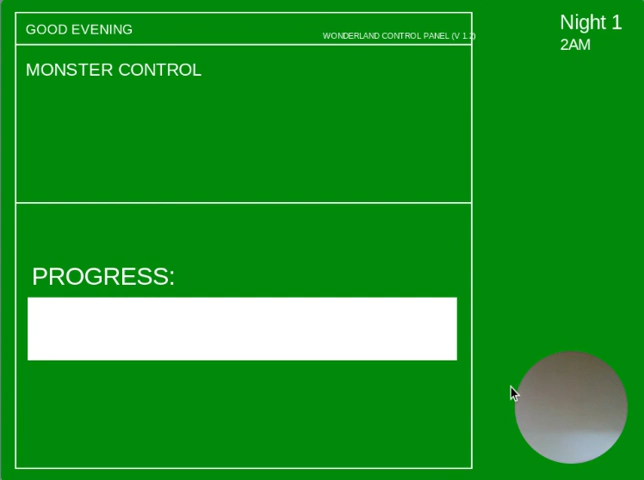 GOOD EVENING
WONDERLAND CONTROL PANEL (V 1.2)
Night 1
2AM
MONSTER CONTROL
PROGRESS: